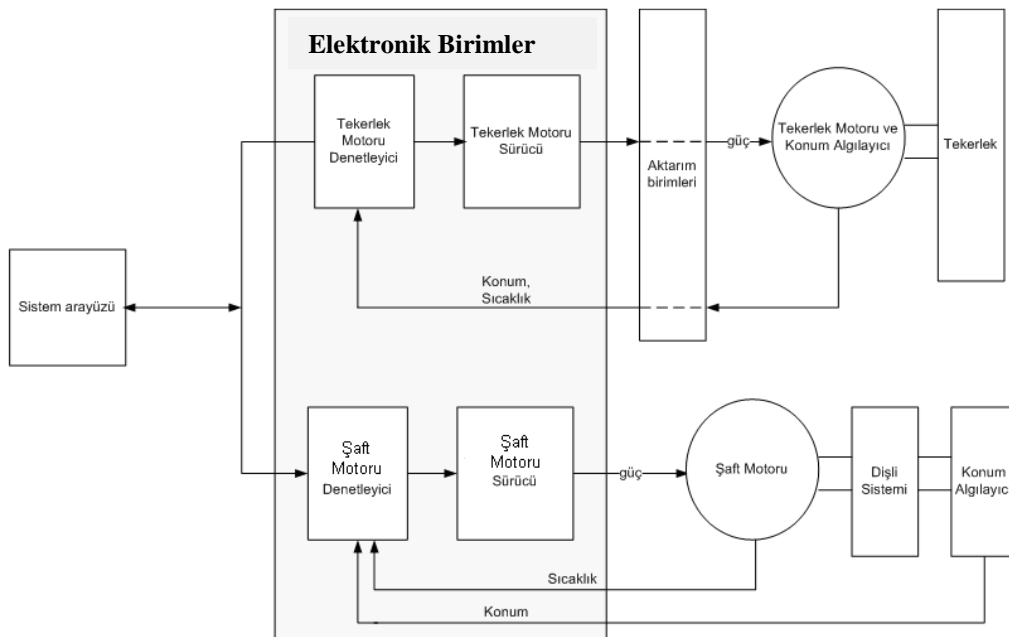 Elektronik Birimler
Tekerlek
Motoru
Denetleyici
Tekerlek Motoru
Sürücü
Aktarım
birimleri
güç
Tekerlek Motoru ve
Konum Algılayıcı
Tekerlek
Konum,
Sıcaklık
Sistem arayüzü
Şaft
Motoru
Denetleyici
Şaft
Motoru
Sürücü
güç
Şaft Motoru
Dişli
Sistemi
Konum
Algılayıc
Sıcaklık
Konum